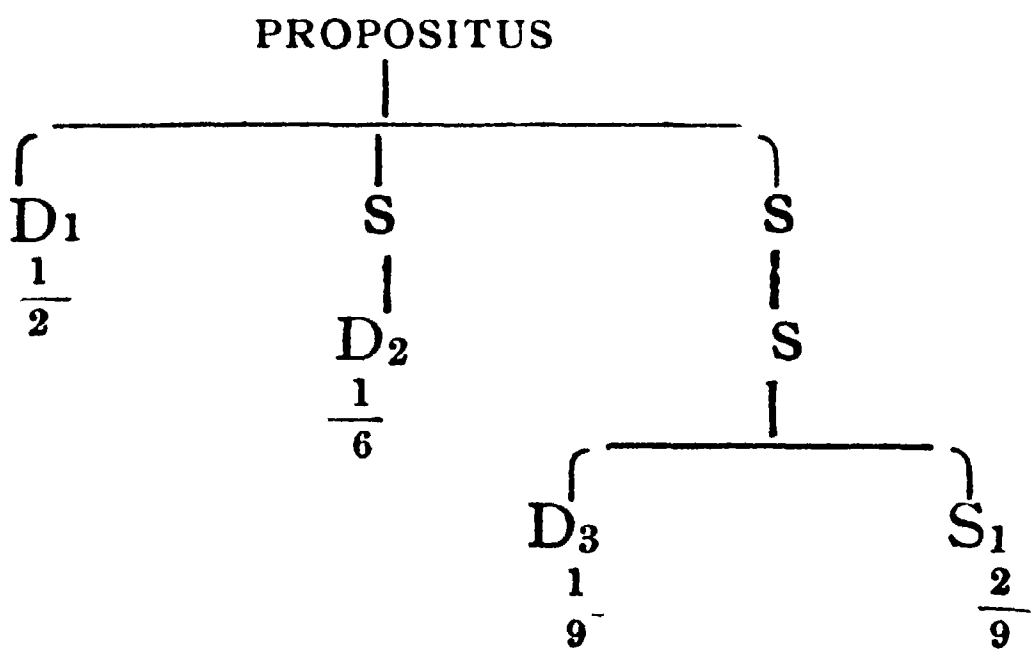 PROPOSITUS
D1 S S
1/2
D2 S
1/6
D3 S1
1/9 2/9